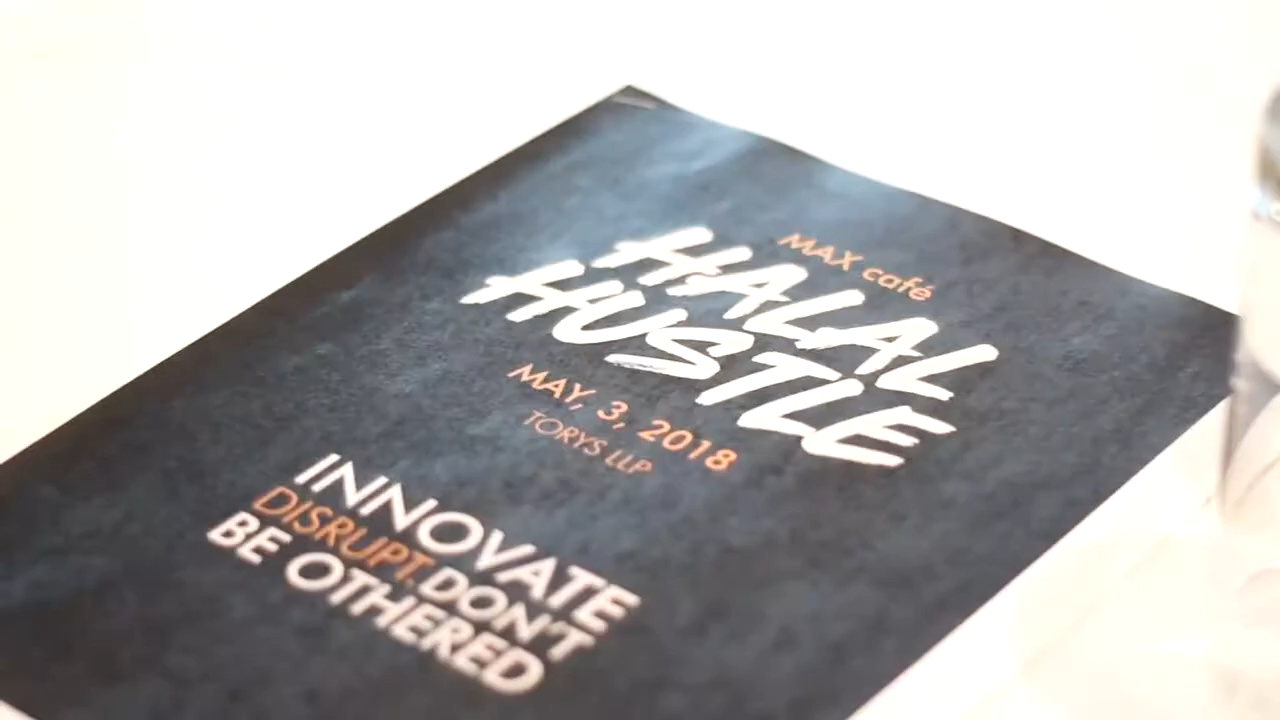 MAX café
HALAL
HUSTLE
MAY, 3, 2018
TORYS LLP
INNOVATE
DISRUPT. DON'T
BE OTHERED